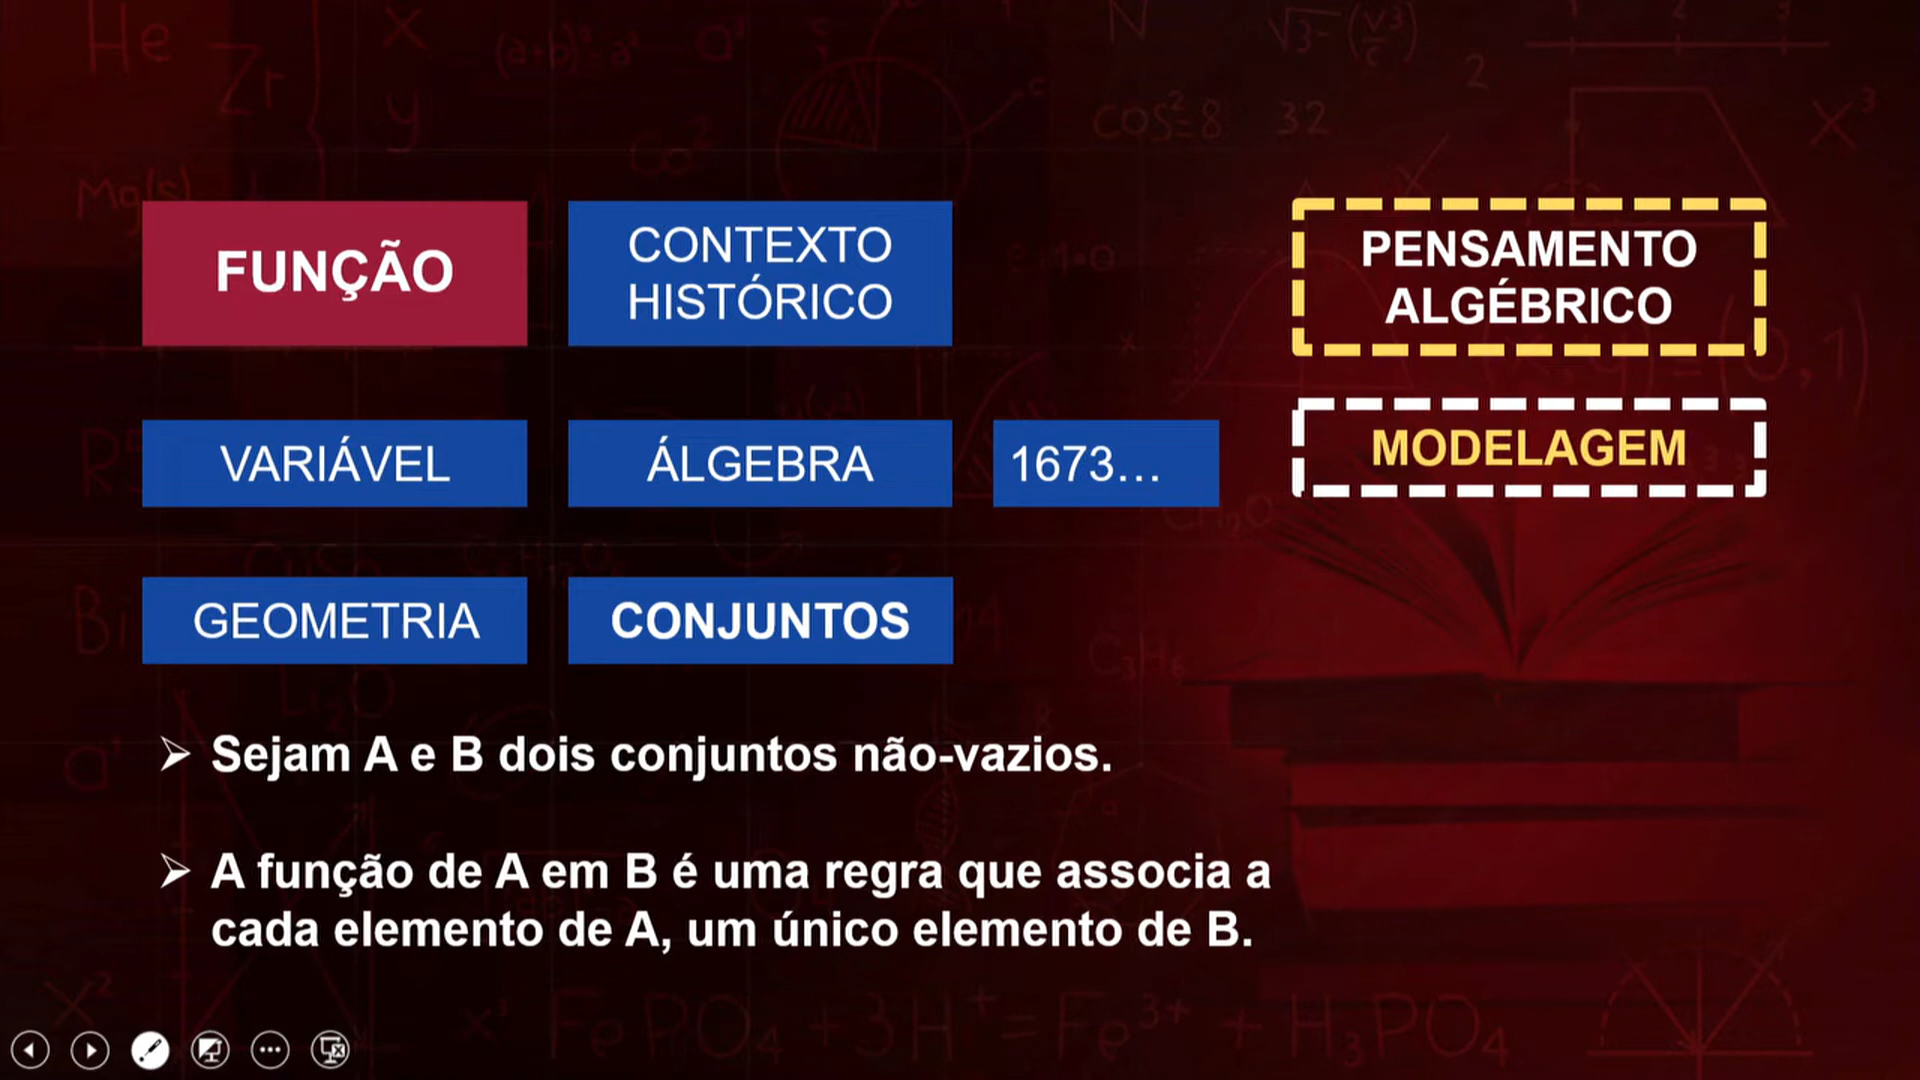 FUNÇÃO
CONTEXTO
HISTÓRICO
PENSAMENTO
ALGÉBRICO
VARIÁVEL
ÁLGEBRA
1673...
MODELAGEM
GEOMETRIA
CONJUNTOS
Sejam A e B dois conjuntos não-vazios.
A função de A em B é uma regra que associa a
cada elemento de A, um único elemento de B.